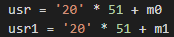 usr = '20' * 51 + m0
usr1 = '20' * 51 + m1